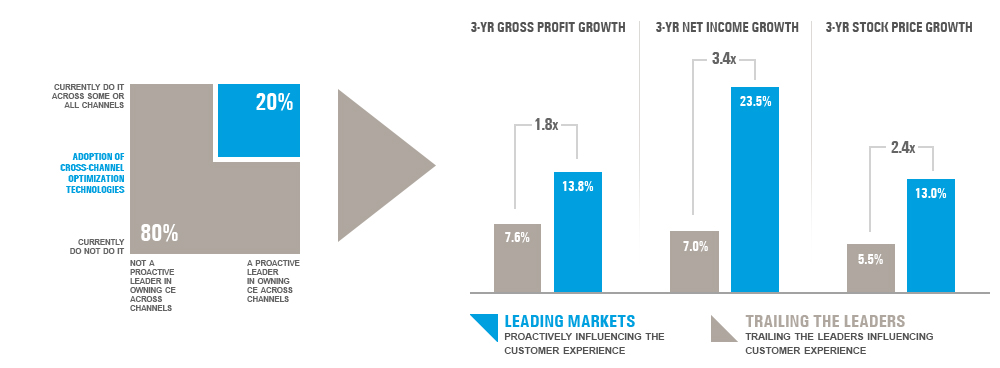 3-YR GROSS PROFIT GROWTH
3-YR NET INCOME GROWTH
3-YR STOCK PRICE GROWTH
CURRENTLY DO IT
ACROSS SOME OR
ALL CHANNELS
20%
ADOPTION OF
CROSS-CHANNEL
OPTIMIZATION
TECHNOLOGIES
80%
CURRENTLY
DO NOT DO IT
NOT A
PROACTIVE
LEADER IN
OWNING CE
ACROSS
CHANNELS
A PROACTIVE
LEADER
IN OWNING
CE ACROSS
CHANNELS
1.8x
7.6%
13.8%
3.4x
7.0%
23.5%
2.4x
5.5%
13.0%
LEADING MARKETS
PROACTIVELY INFLUENCING THE
CUSTOMER EXPERIENCE
TRAILING THE LEADERS
TRAILING THE LEADERS INFLUENCING
CUSTOMER EXPERIENCE